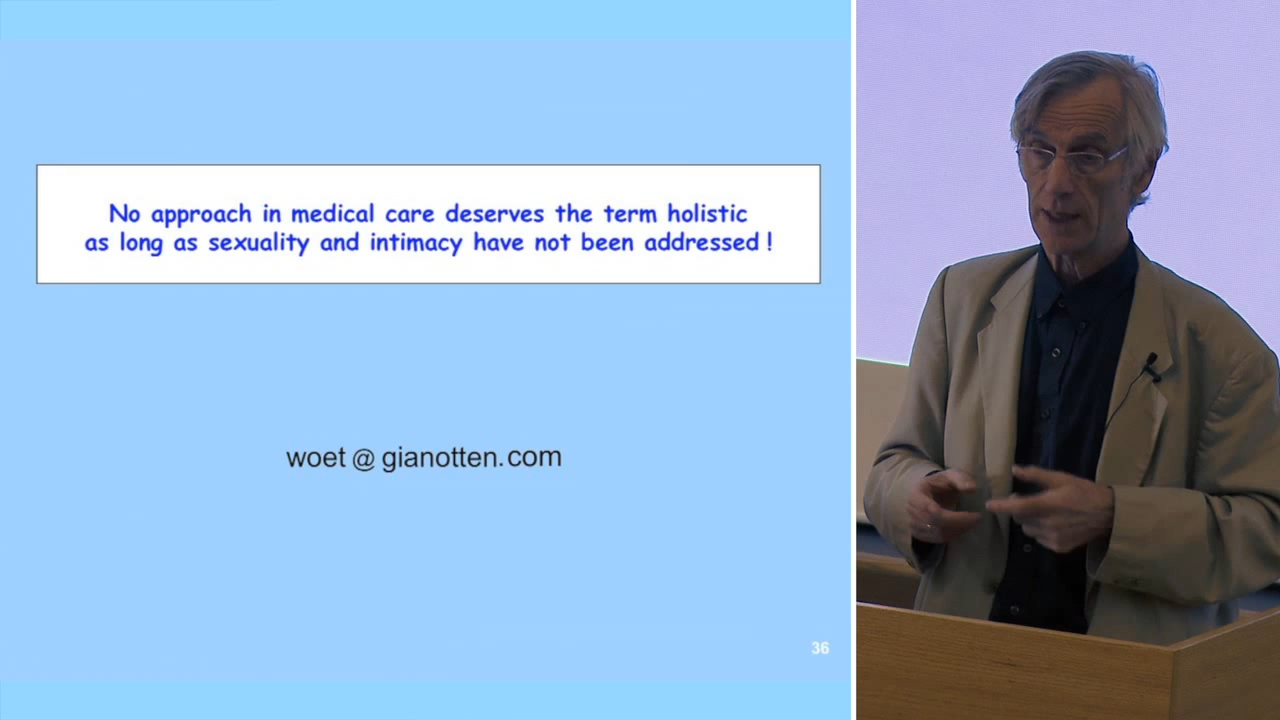 No approach in medical care deserves the term holistic
as long as sexuality and intimacy have not been addressed !
woet @ gianotten.com
36